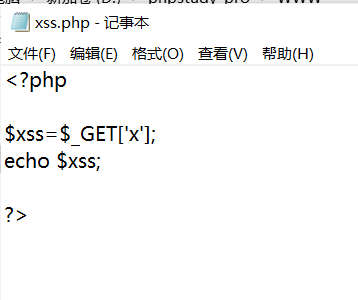 xss.php - 记事本
文件(F) 编辑(E) 格式(O) 查看(V) 帮助(H)
<?php
$xss=$_GET['x'];
echo $xss;
?>